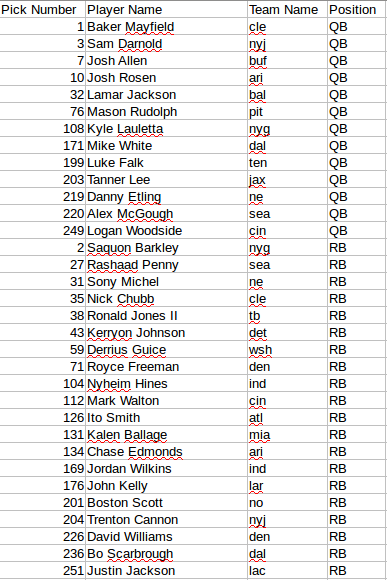 Pick Number Player Name Team Name Position
1 Baker Mayfield cle QB
3 Sam Darnold nyj QB
7 Josh Allen buf QB
10 Josh Rosen ari QB
32 Lamar Jackson bal QB
76 Mason Rudolph pit QB
108 Kyle Lauletta nyg QB
171 Mike White dal QB
199 Luke Falk ten QB
203 Tanner Lee jax QB
219 Danny Etling ne QB
220 Alex McGough sea QB
249 Logan Woodside cin QB
2 Saquon Barkley nyg RB
27 Rashaad Penny sea RB
31 Sony Michel ne RB
35 Nick Chubb cle RB
38 Ronald Jones II tb RB
43 Kerryon Johnson det RB
59 Derrius Guice wsh RB
71 Royce Freeman den RB
104 Nyheim Hines ind RB
112 Mark Walton cin RB
126 Ito Smith atl RB
131 Kalen Ballage mia RB
134 Chase Edmonds ari RB
169 Jordan Wilkins ind RB
176 John Kelly lar RB
201 Boston Scott no RB
204 Trenton Cannon nyj RB
226 David Williams den RB
236 Bo Scarbrough dal RB
251 Justin Jackson lac RB